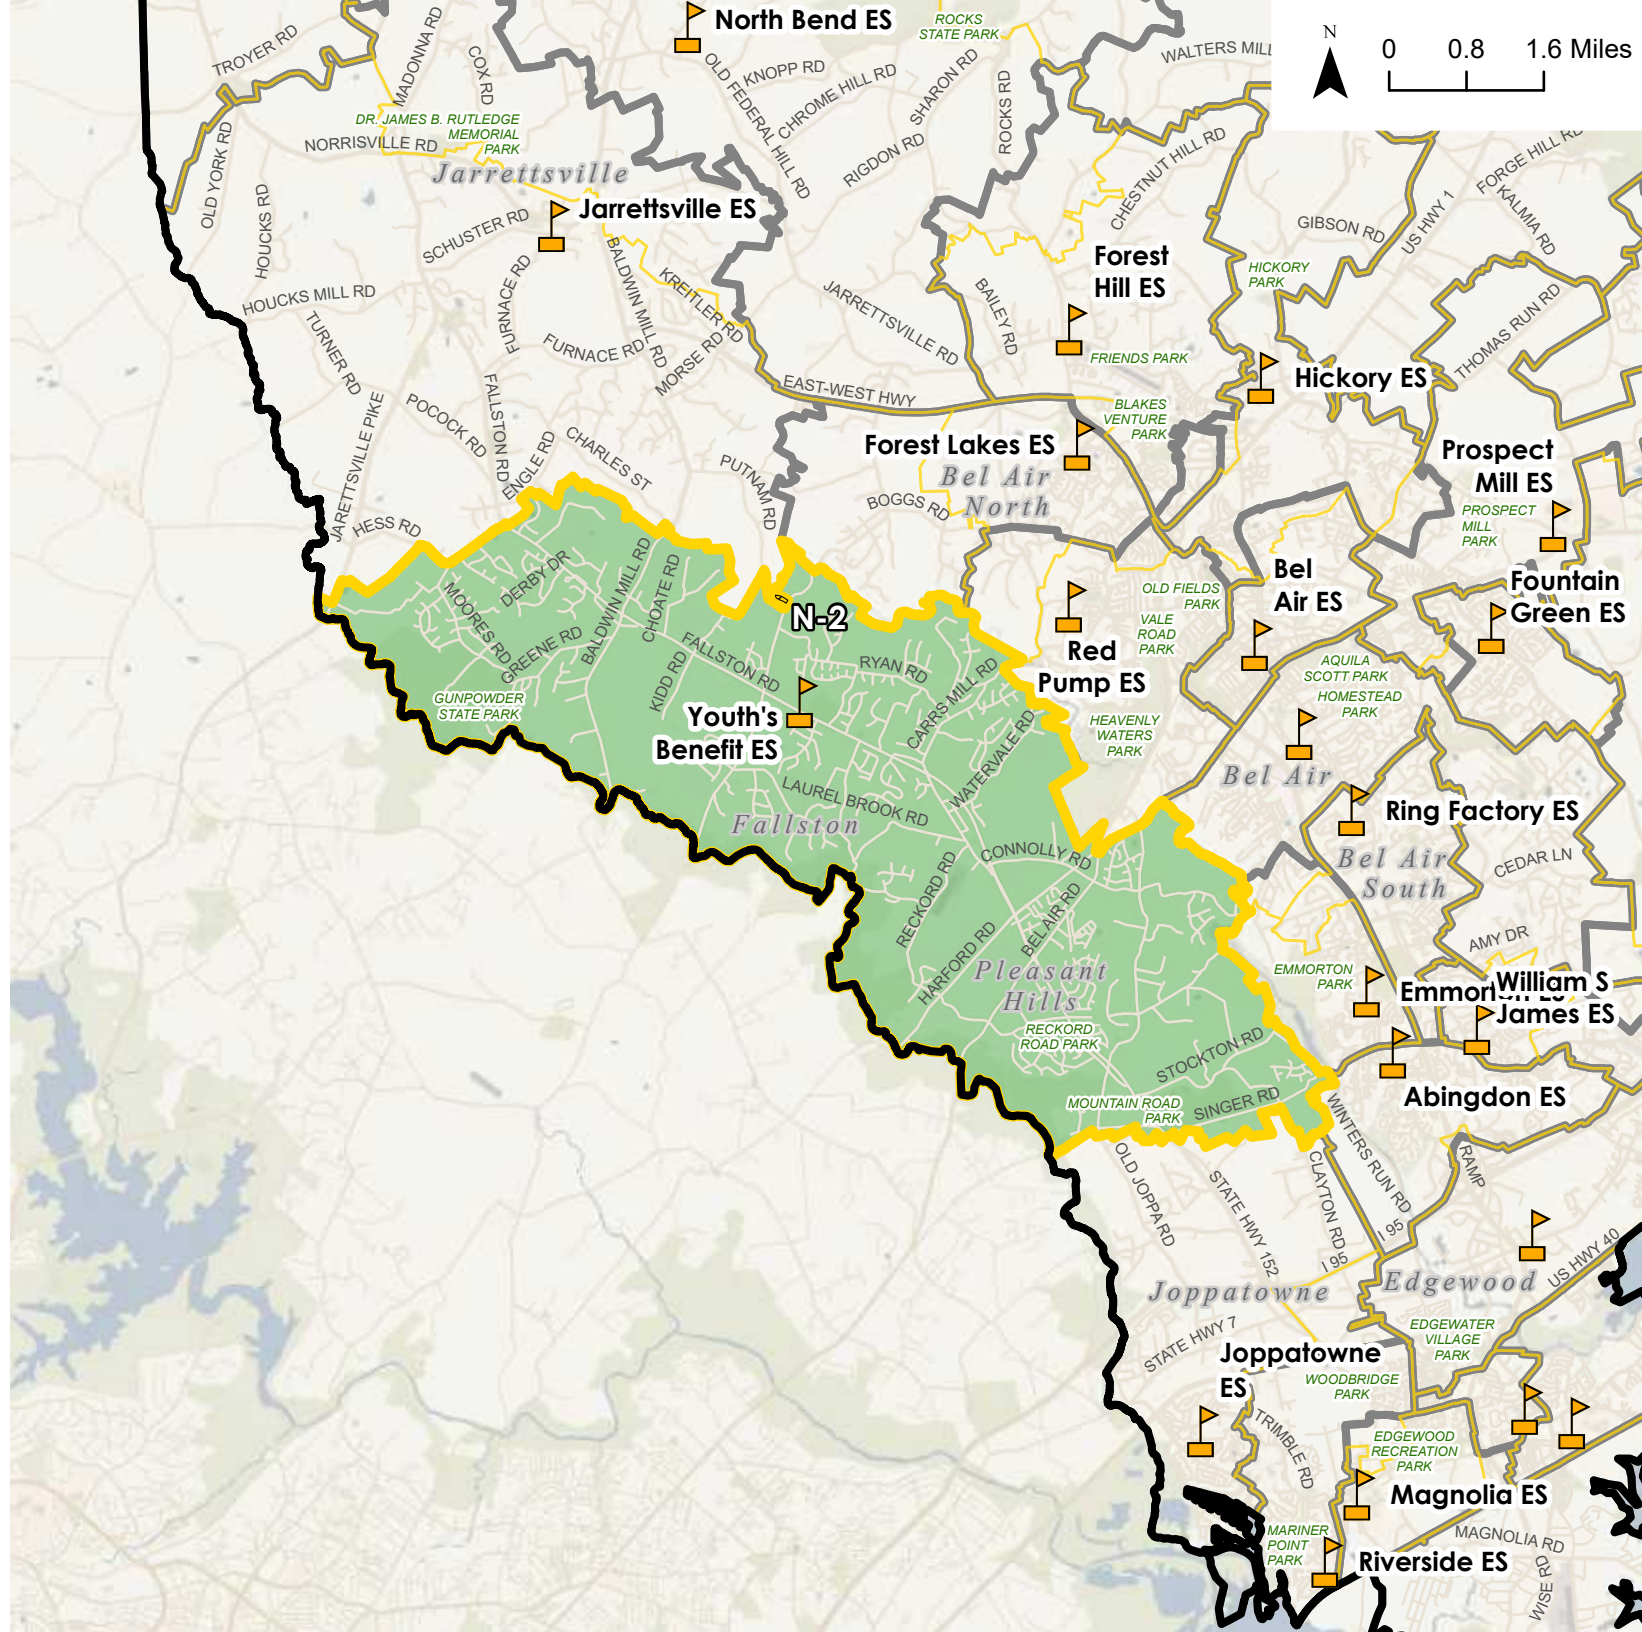 North Bend ES
ROCKS
STATE PARK
N
0 0.8 1.6 Miles
TROYER RD
MADONNA RD
COX RD
OLD FEDERAL HILL RD
KNOPP RD
CHROME HILL RD
SHARON RD
ROCKS RD
WALTERS MILL
DR. JAMES B. RUTLEDGE
MEMORIAL
PARK
NORRISVILLE RD
OLD YORK RD
RIGDON RD
CHESTNUT HILL RD
FORGE HILL RD
Jarrettsville
Jarrettsville ES
HOUCKS RD
SCHUSTER RD
KALMIA RD
GIBSON RD
US HWY 1
FURNACE RD
BALDWIN MILL RD
KREITLER RD
Forest
Hill ES
HICKORY
PARK
HOUCKS MILL RD
TURNER RD
JARRETTSVILLE RD
BAILEY RD
THOMAS RUN RD
FURNACE RD
MORSE RD
FRIENDS PARK
Hickory ES
EAST-WEST HWY
JARETTSVILLE PIKE
POCOCK RD
FALLSTON RD
ENGLE RD
CHARLES ST
PUTNAM RD
BLAKES
VENTURE
PARK
Forest Lakes ES
Bel Air
North
BOGGS RD
Prospect
Mill ES
PROSPECT
MILL
PARK
HESS RD
DERBY DR
MOORES RD
GREENE RD
BALDWIN MILL RD
CHOATE RD
N-2
Bel
Air ES
OLD FIELDS
PARK
VALE
ROAD
PARK
Fountain
Green ES
Red
Pump ES
AQUILA
SCOTT PARK
HOMESTEAD
PARK
GUNPOWDER
STATE PARK
KIDD RD
FALLSTON RD
RYAN RD
CARRS MILL RD
WATERVALE RD
Youth's
Benefit ES
HEAVENLY
WATERS
PARK
Bel Air
LAUREL BROOK RD
Fallston
Ring Factory ES
CONNOLLY RD
Bel Air
South
CEDAR LN
RECKORD RD
BEL AIR RD
HARFORD RD
AMY DR
Pleasant
Hills
EMMORTON
PARK
Emmorton ES
William S
James ES
RECKORD
ROAD PARK
STOCKTON RD
MOUNTAIN ROAD
PARK
SINGER RD
Abingdon ES
WINTERS RUN RD
OLD JOPPA RD
STATE HWY 152
CLAYTON RD
RAMP
I 95
I 95
US HWY 40
Joppatowne
Edgewood
STATE HWY 7
EDGEWATER
VILLAGE
PARK
Joppatowne
ES
WOODBRIDGE
PARK
TRIMBLE RD
EDGEWOOD
RECREATION
PARK
Magnolia ES
MARINER
POINT
PARK
MAGNOLIA RD
Riverside ES
WISE RD